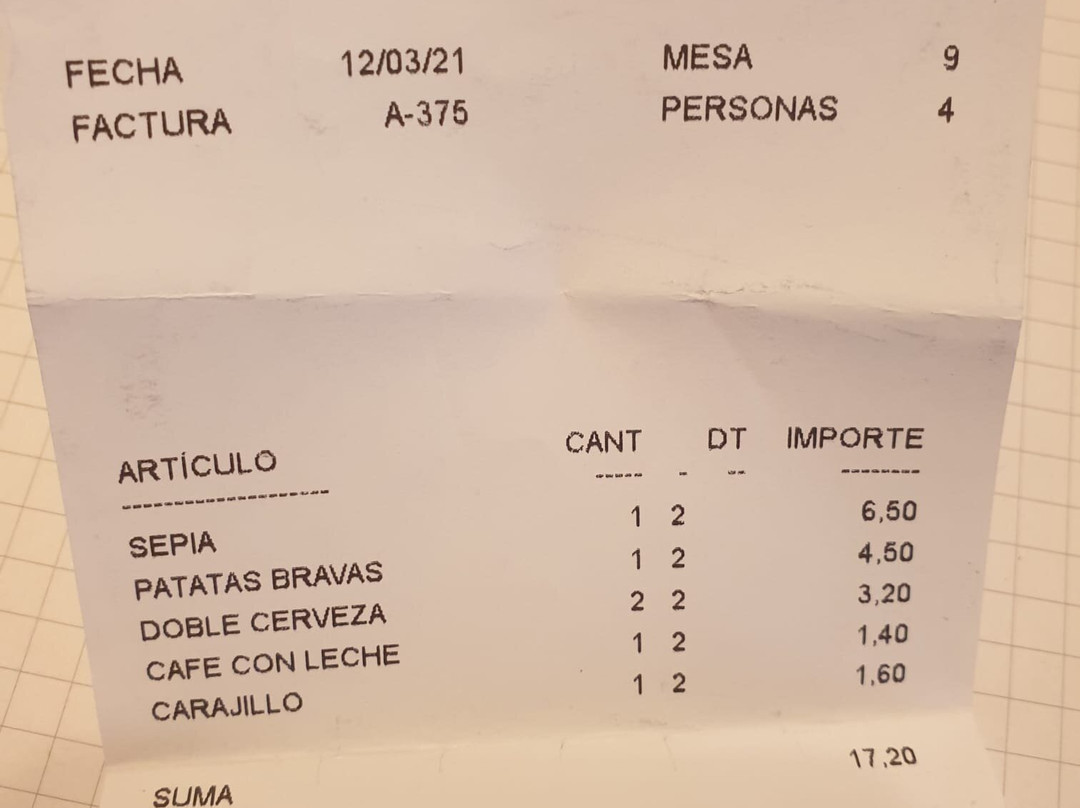 FECHA 12/03/21 MESA 9
FACTURA A-375 PERSONAS 4
ARTÍCULO CANT DT IMPORTE
-------------------- ----- - -- --------
SEPIA 1 2 6,50
PATATAS BRAVAS 1 2 4,50
DOBLE CERVEZA 2 2 3,20
CAFE CON LECHE 1 2 1,40
CARAJILLO 1 2 1,60
SUMA 17,20